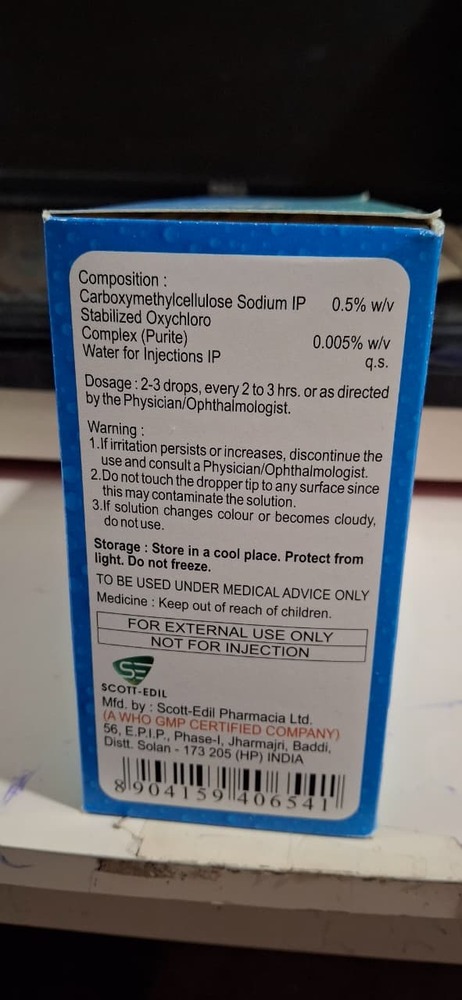 Composition :
Carboxymethylcellulose Sodium IP 0.5% w/v
Stabilized Oxychloro
Complex (Purite) 0.005% w/v
Water for Injections IP q.s.
Dosage : 2-3 drops, every 2 to 3 hrs. or as directed
by the Physician/Ophthalmologist.
Warning :
1.If irritation persists or increases, discontinue the
use and consult a Physician/Ophthalmologist.
2.Do not touch the dropper tip to any surface since
this may contaminate the solution.
3.If solution changes colour or becomes cloudy,
do not use.
Storage : Store in a cool place. Protect from
light. Do not freeze.
TO BE USED UNDER MEDICAL ADVICE ONLY
Medicine : Keep out of reach of children.
FOR EXTERNAL USE ONLY
NOT FOR INJECTION
SE
SCOTT-EDIL
Mfd. by : Scott-Edil Pharmacia Ltd.
(A WHO GMP CERTIFIED COMPANY)
56, E.P.I.P., Phase-I, Jharmajri, Baddi,
Distt. Solan - 173 205 (HP) INDIA
8 904159 406541